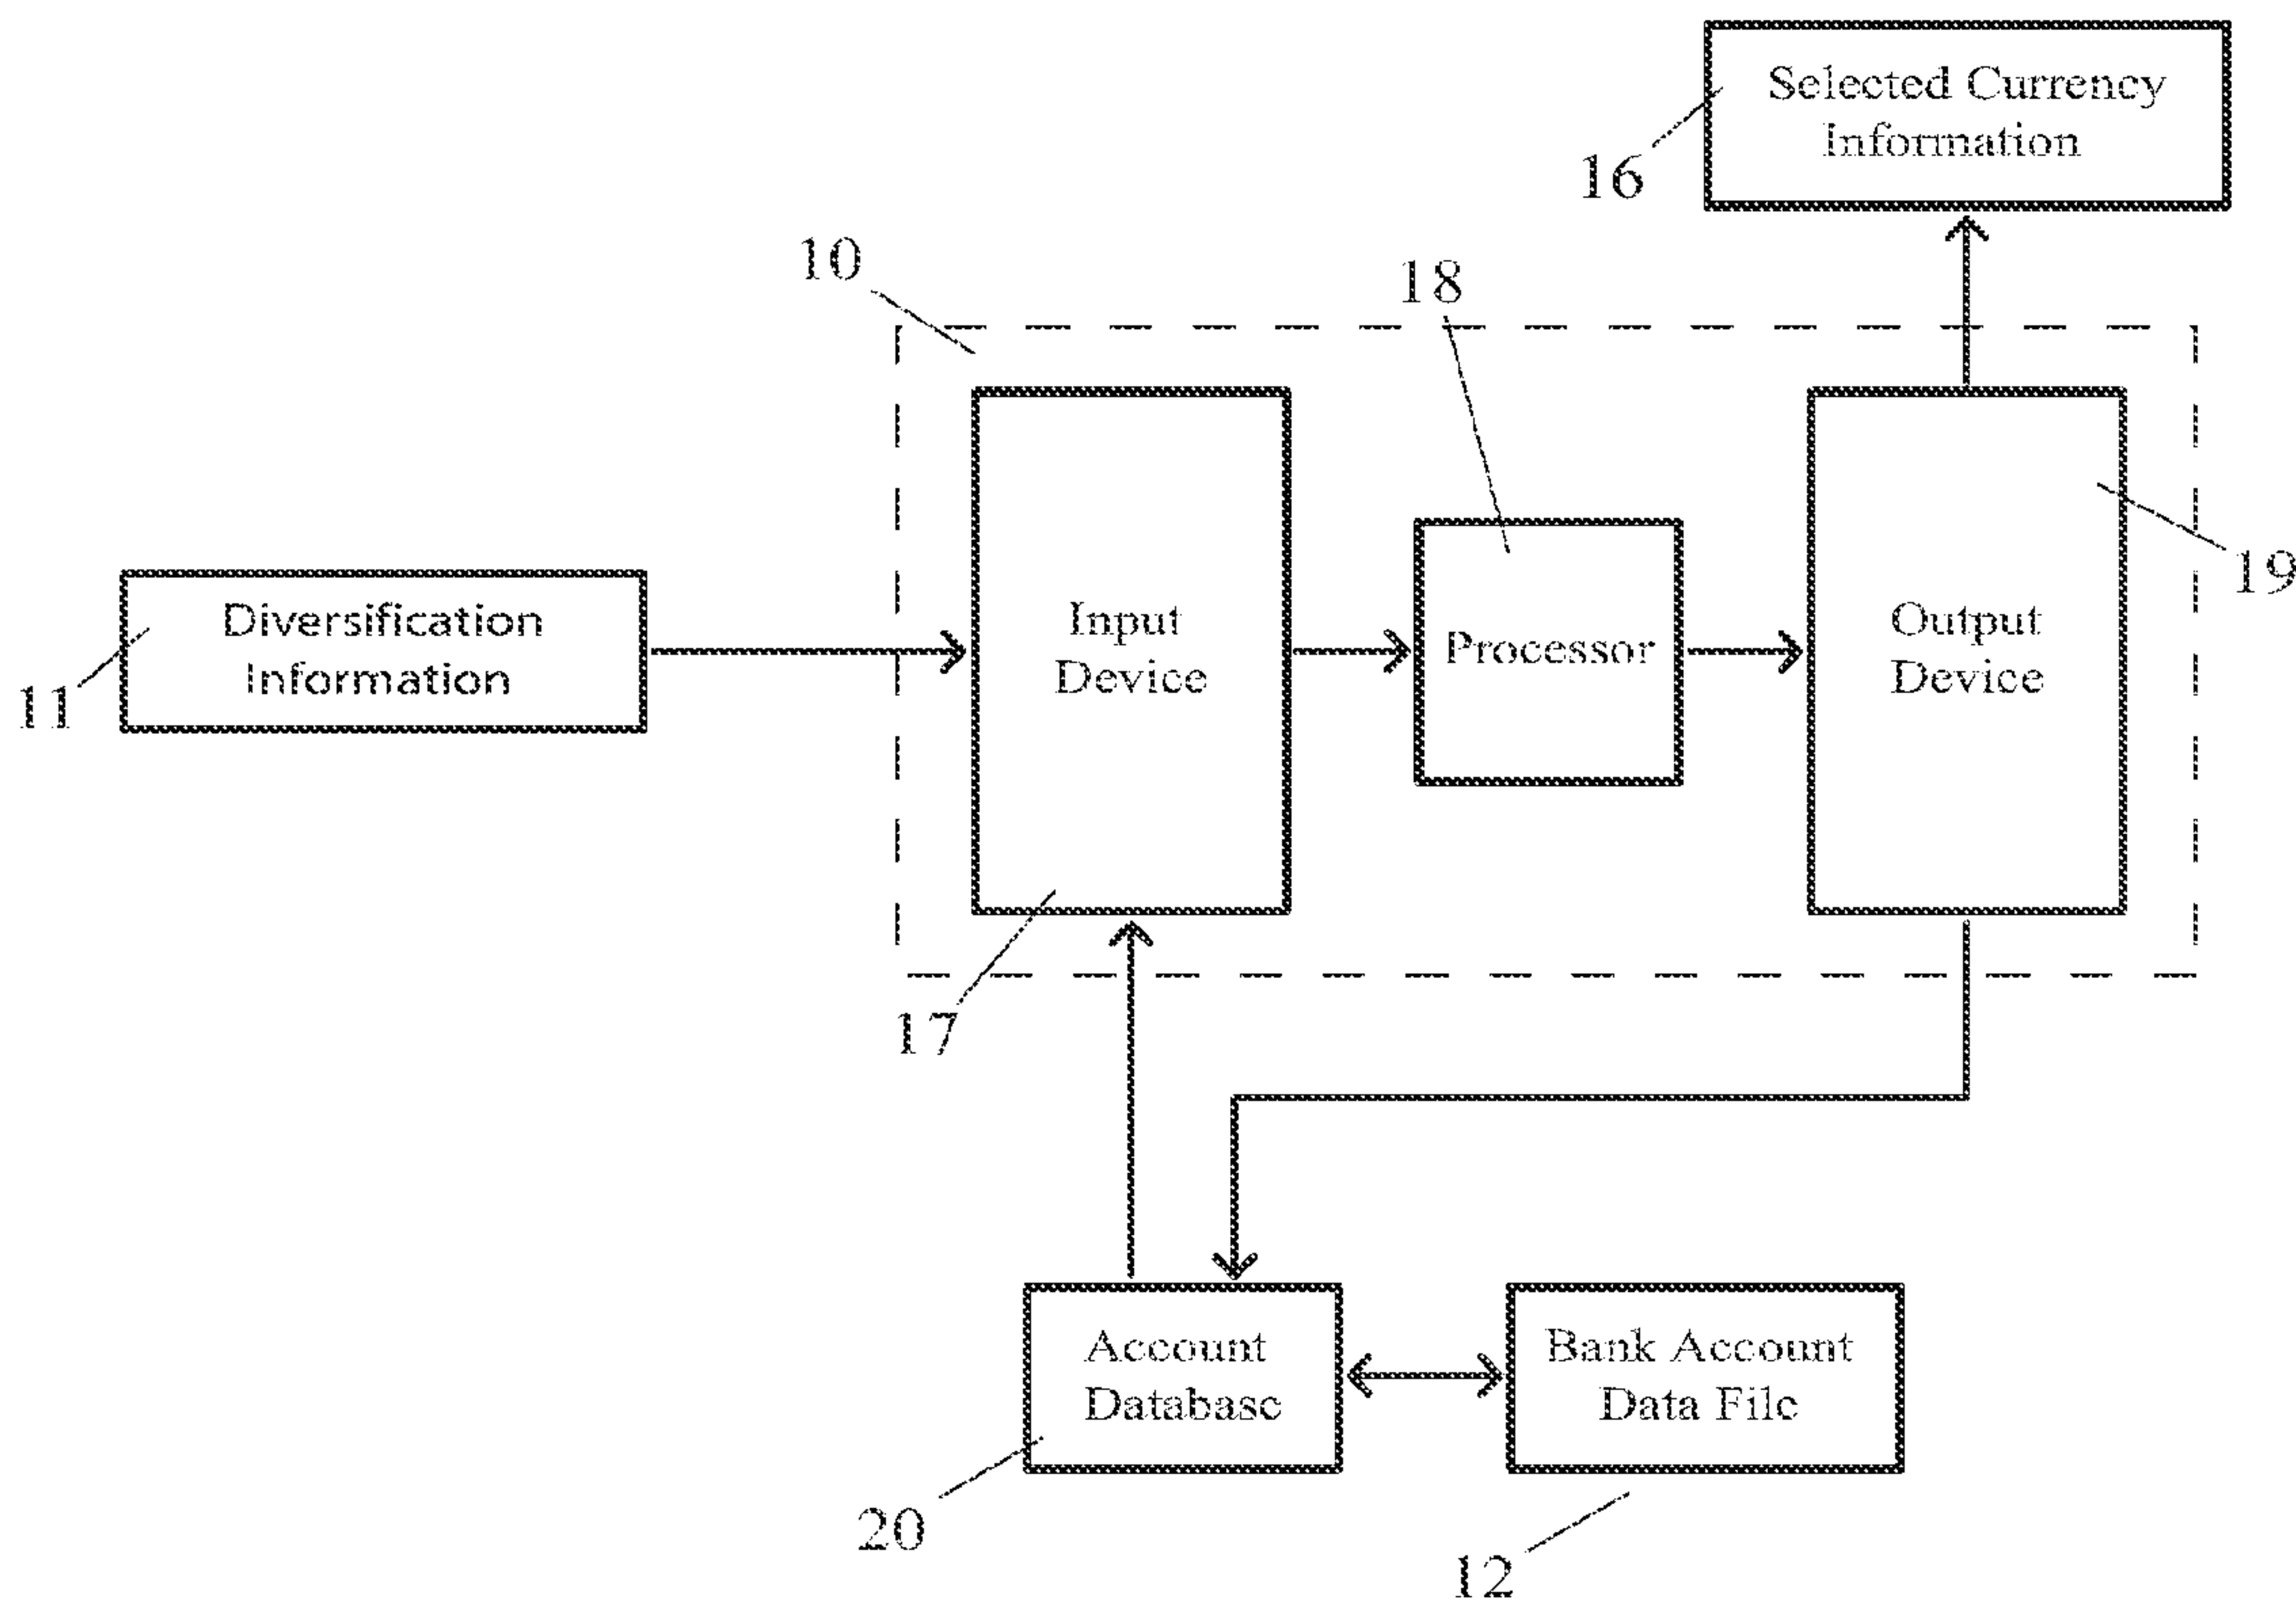 Selected Currency
Information
16
10
18
19
Diversification
Information
11
Input
Device
Processor
Output
Device
17
Account
Database
Bank Account
Data File
20
12